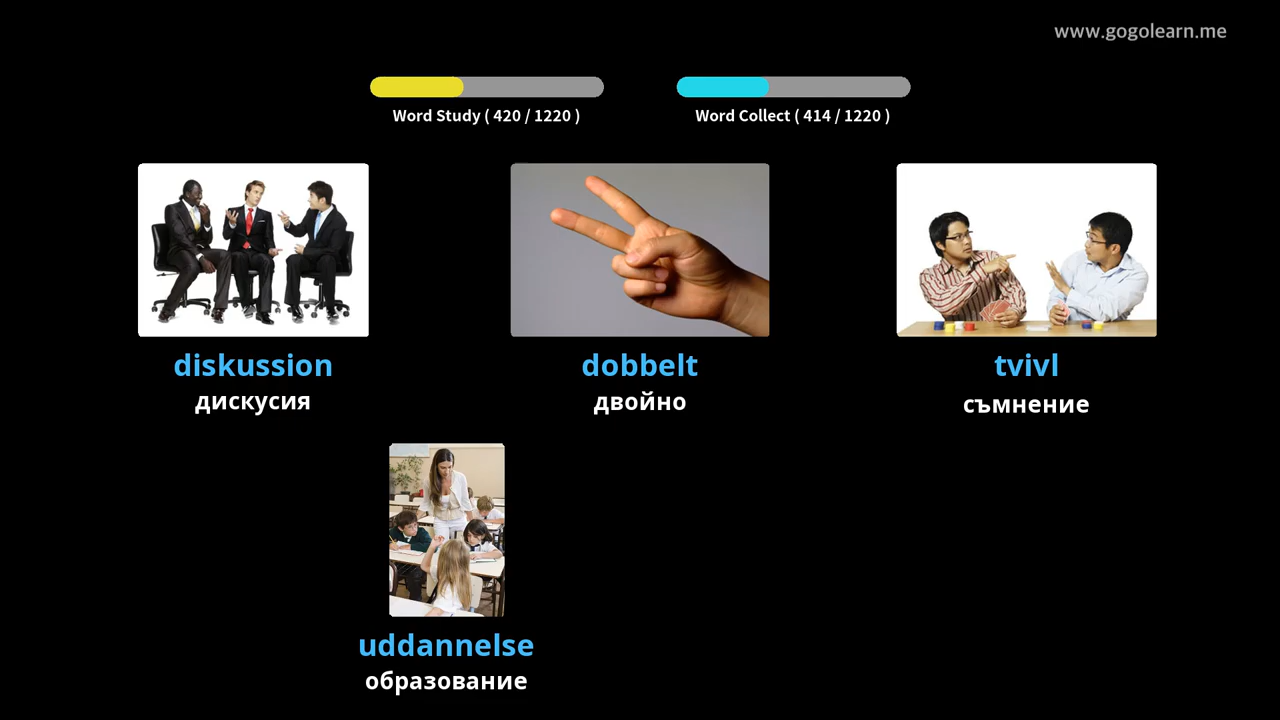 www.gogolearn.me
Word Study ( 420 / 1220 )
Word Collect ( 414 / 1220 )
diskussion
дискусия
dobbelt
двойно
tvivl
съмнение
uddannelse
образование